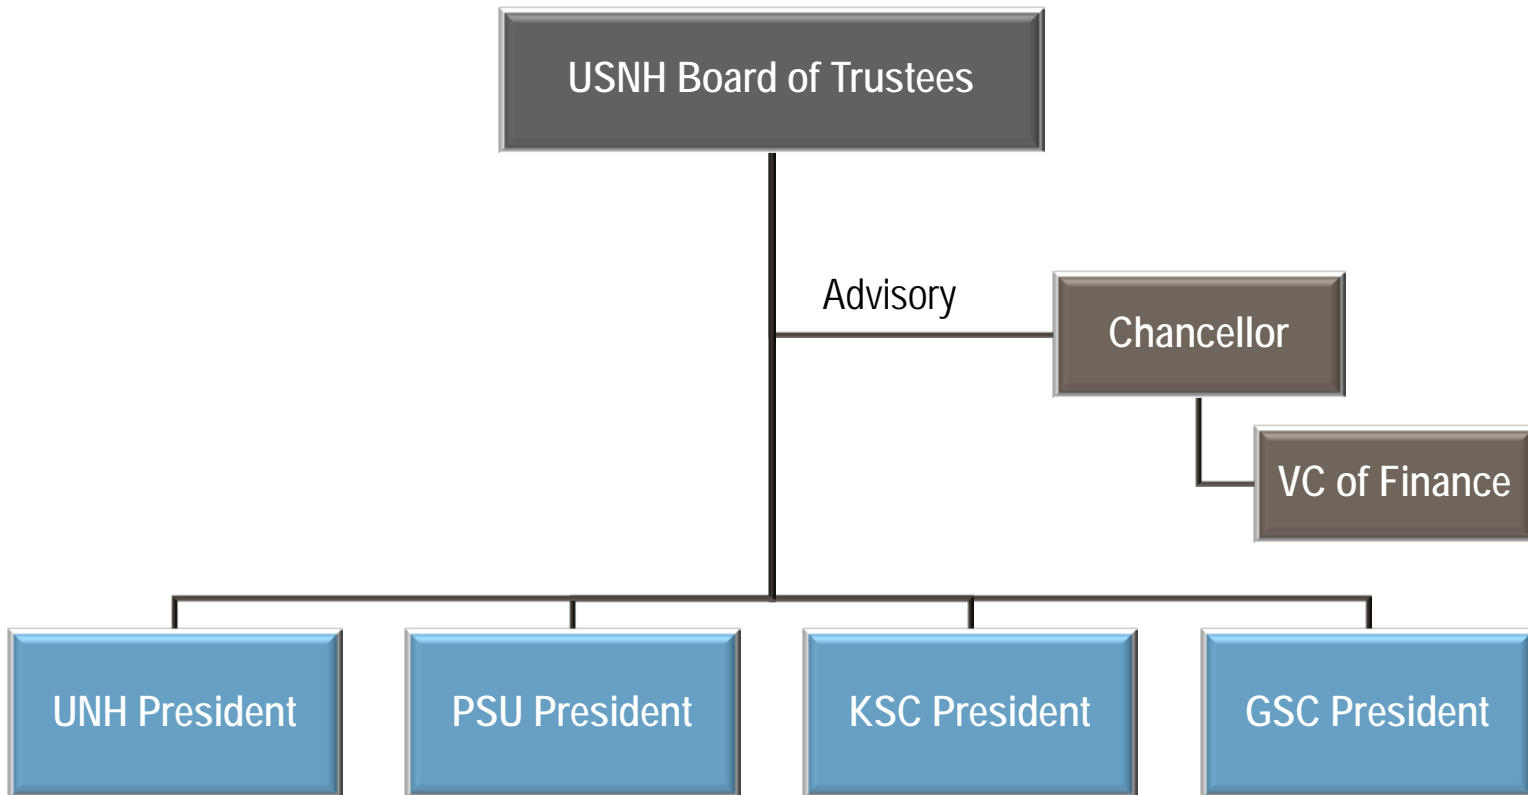 USNH Board of Trustees
Advisory
Chancellor
VC of Finance
UNH President
PSU President
KSC President
GSC President